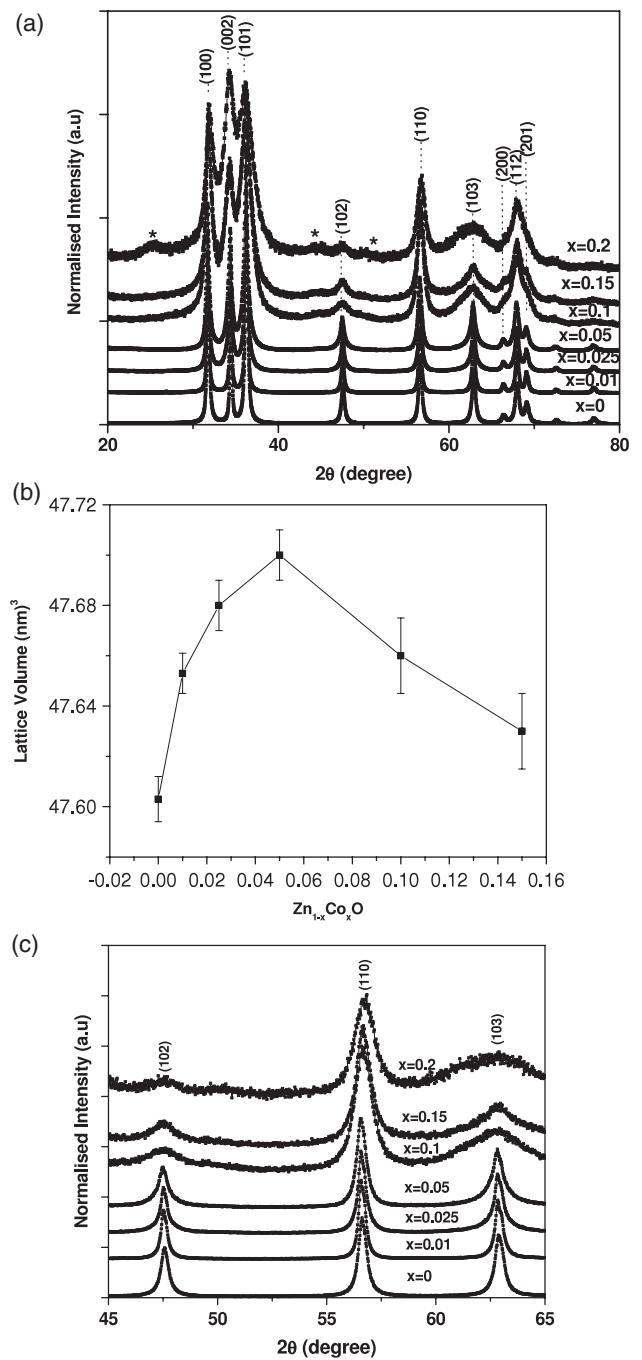 (a)
(100)
(002)
(101)
(102)
(110)
(103)
(200)
(112)
(201)
*
*
*
x=0.2
x=0.15
x=0.1
x=0.05
x=0.025
x=0.01
x=0
Normalised Intensity (a.u)
20 40 60 80
2θ (degree)
(b)
47.72
47.68
47.64
47.60
Lattice Volume (nm)³
-0.02 0.00 0.02 0.04 0.06 0.08 0.10 0.12 0.14 0.16
Zn₁₋ₓCoₓO
(c)
(102)
(110)
(103)
x=0.2
x=0.15
x=0.1
x=0.05
x=0.025
x=0.01
x=0
Normalised Intensity (a.u)
45 50 55 60 65
2θ (degree)